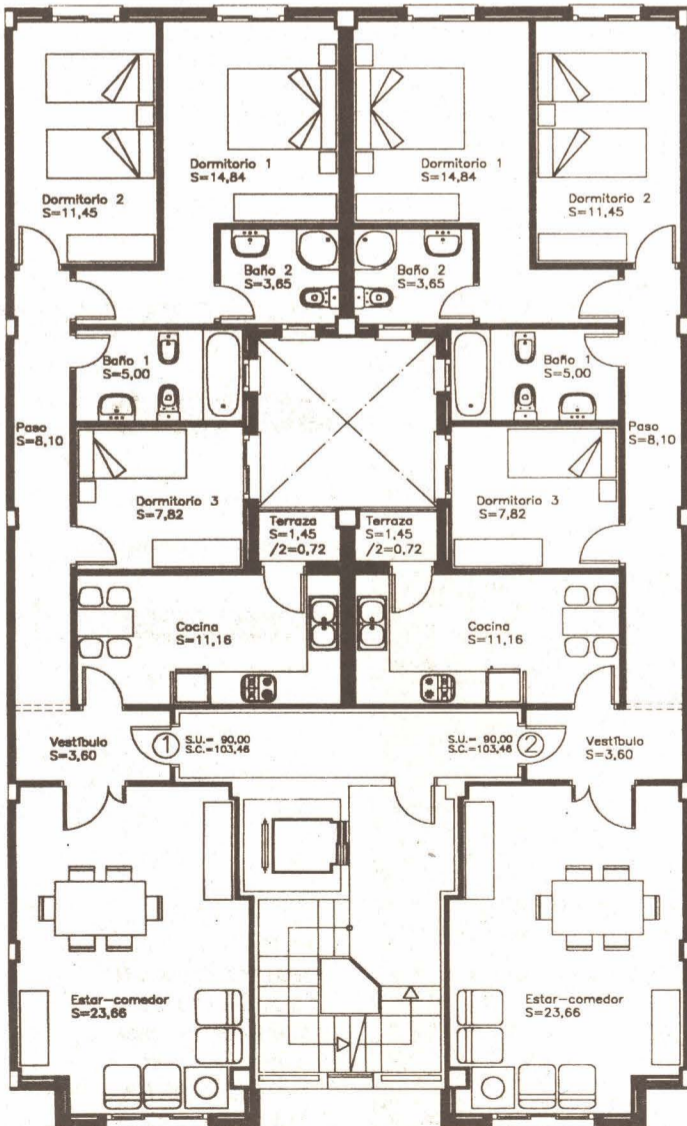 Dormitorio 1
S=14,84
Dormitorio 1
S=14,84
Dormitorio 2
S=11,45
Dormitorio 2
S=11,45
Baño 2
S=3,65
Baño 2
S=3,65
Baño 1
S=5,00
Baño 1
S=5,00
Paso
S=8,10
Paso
S=8,10
Dormitorio 3
S=7,82
Dormitorio 3
S=7,82
Terraza
S=1,45
/2=0,72
Terraza
S=1,45
/2=0,72
Cocina
S=11,16
Cocina
S=11,16
Vestíbulo
S=3,60
1
S.U.= 90,00
S.C.=103,46
S.U.= 90,00
S.C.=103,46
2
Vestíbulo
S=3,60
Estar-comedor
S=23,66
Estar-comedor
S=23,66